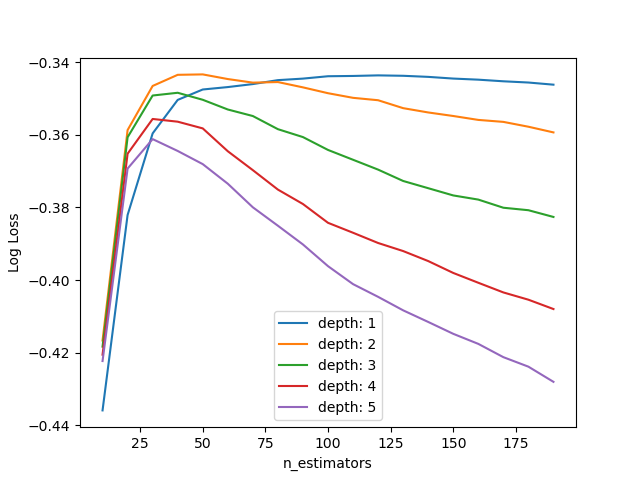 −0.34
−0.36
−0.38
−0.40
−0.42
−0.44
Log Loss
depth: 1
depth: 2
depth: 3
depth: 4
depth: 5
25 50 75 100 125 150 175
n_estimators